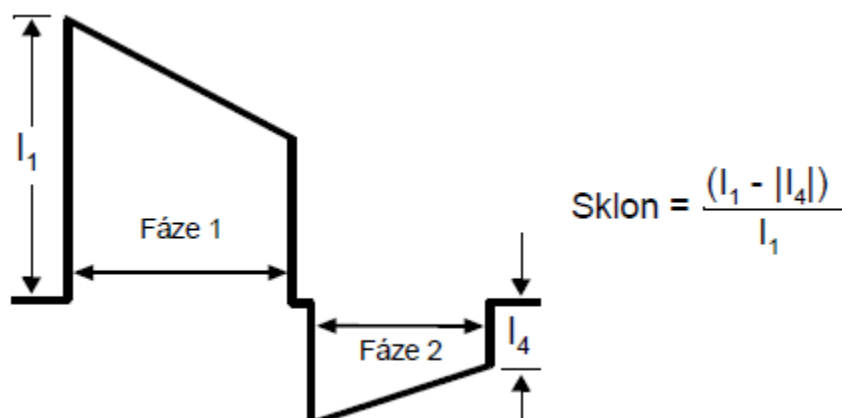 I₁
Fáze 1
Sklon = (I₁ - |I₄|) / I₁
Fáze 2
I₄